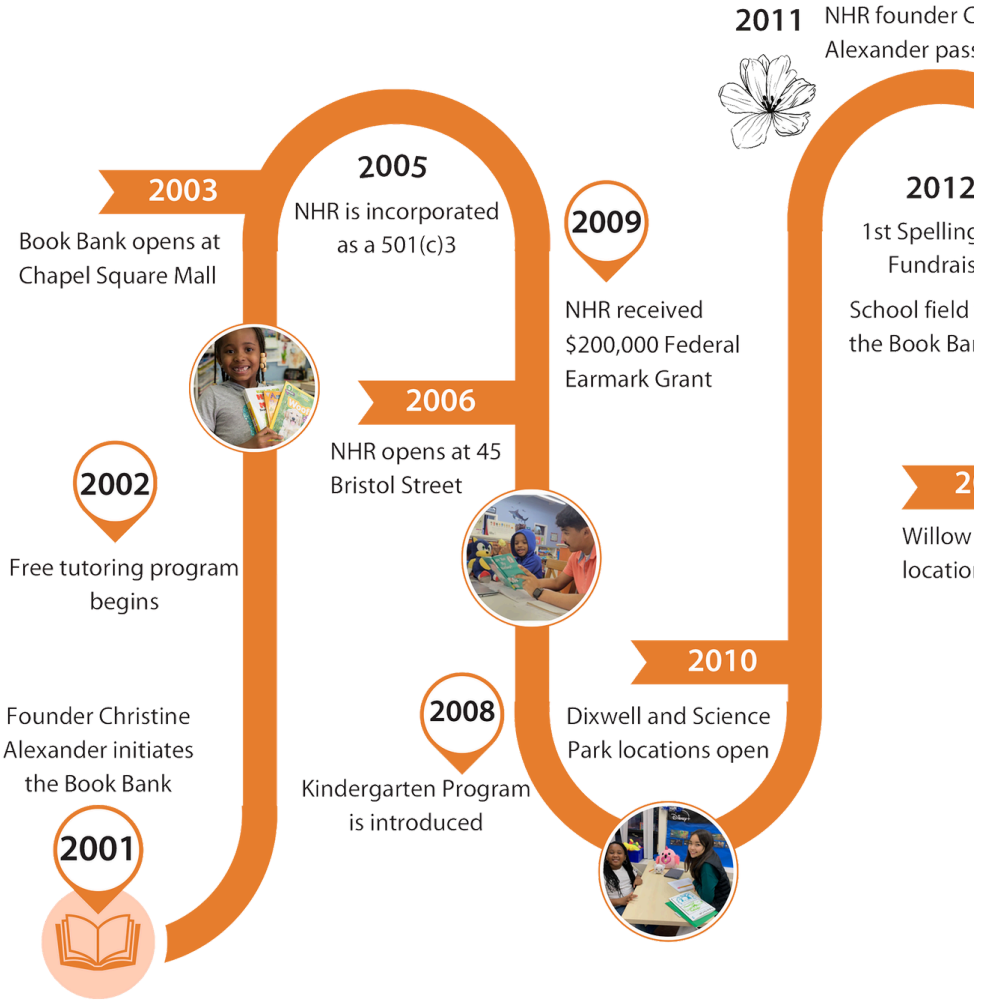 2001
Founder Christine
Alexander initiates
the Book Bank
2002
Free tutoring program
begins
2003
Book Bank opens at
Chapel Square Mall
2005
NHR is incorporated
as a 501(c)3
2006
NHR opens at 45
Bristol Street
2008
Kindergarten Program
is introduced
2009
NHR received
$200,000 Federal
Earmark Grant
2010
Dixwell and Science
Park locations open
2011
NHR founder
Alexander
2012
1st Spelling
School field
the Book
Willow
Disney+